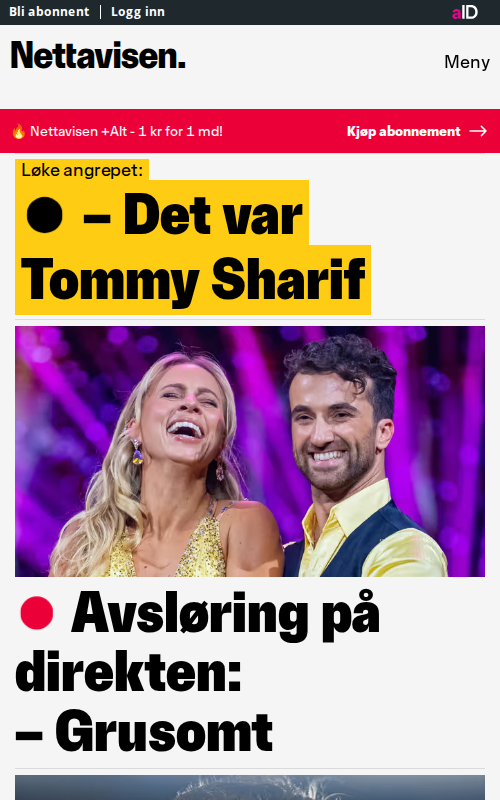 Bli abonnent | Logg inn
aID
Nettavisen.
Meny
🔥 Nettavisen +Alt - 1 kr for 1 md!
Kjøp abonnement →
Løke angrepet:
● – Det var
Tommy Sharif
● Avsløring på
direkten:
– Grusomt